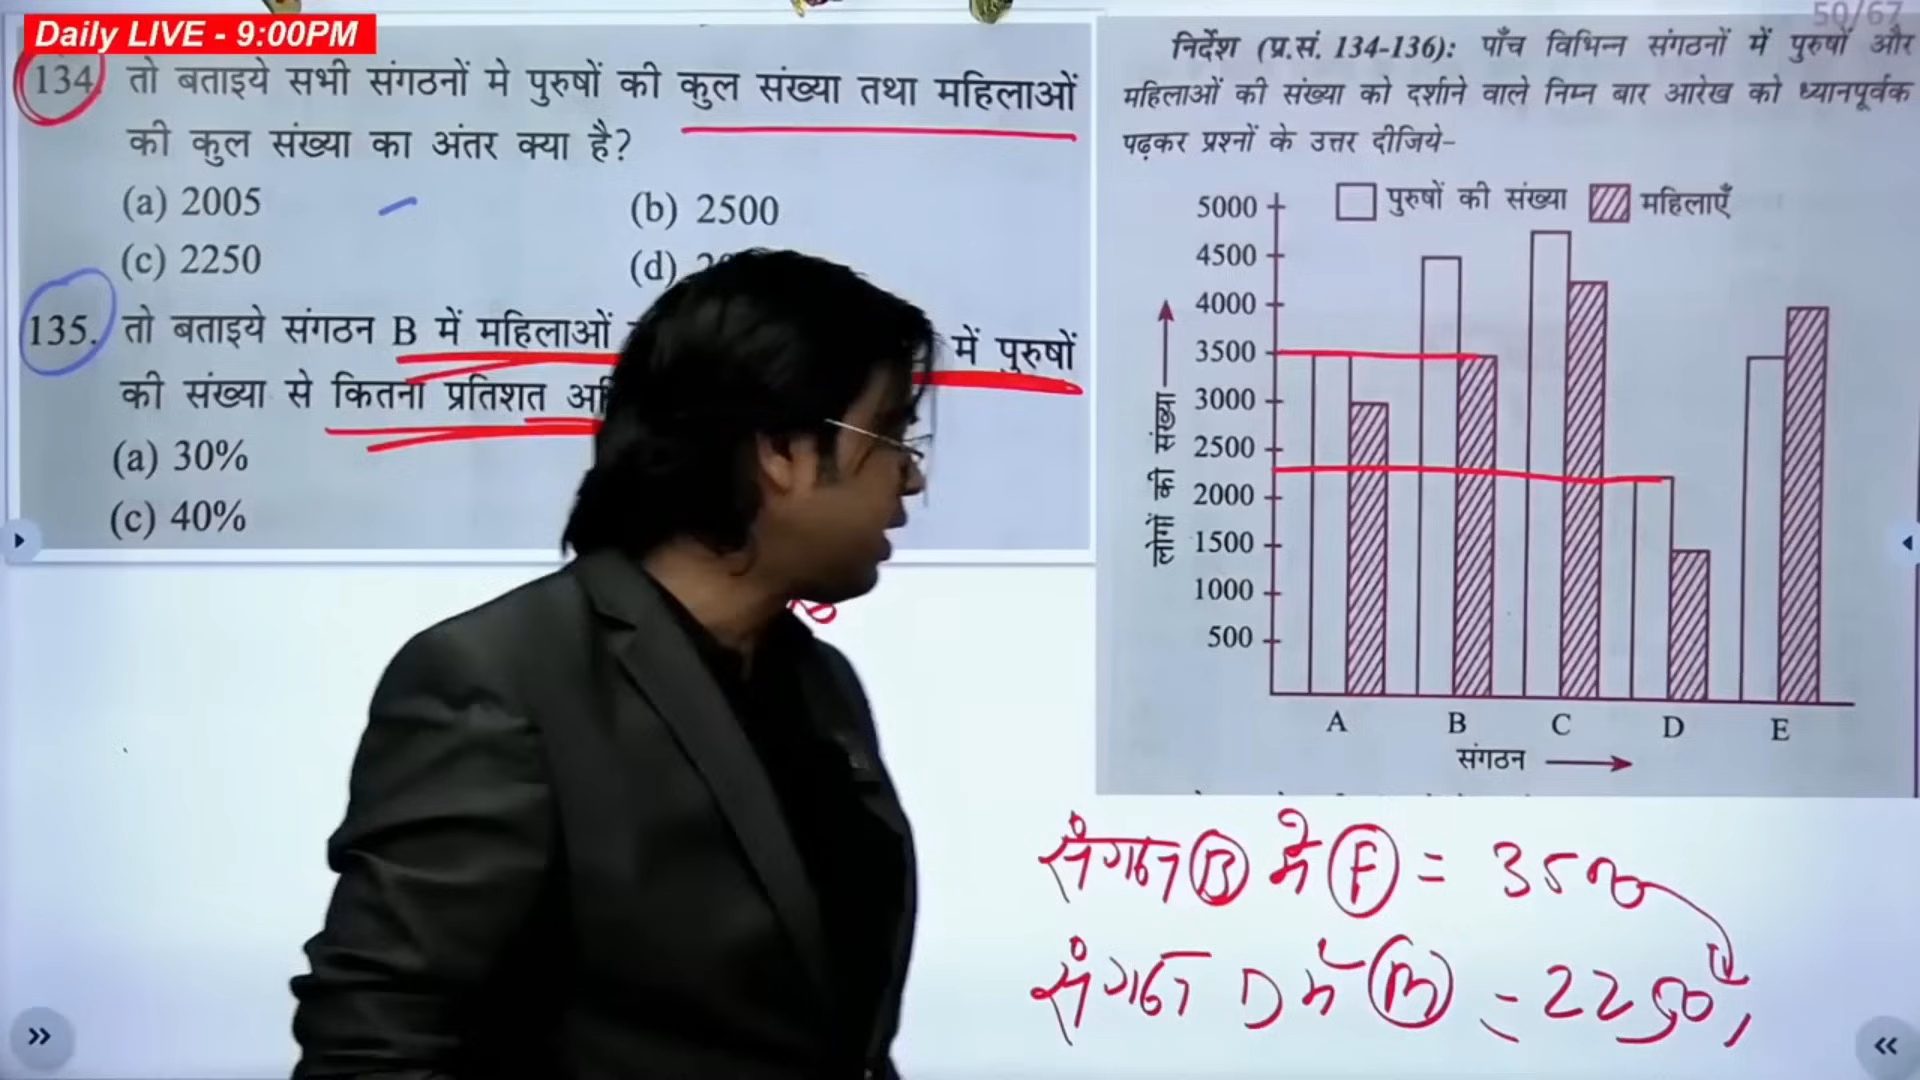 Daily LIVE - 9:00PM
134. तो बताइये सभी संगठनों मे पुरुषों की कुल संख्या तथा महिलाओं
की कुल संख्या का अंतर क्या है?
(a) 2005
(b) 2500
(c) 2250
(d)
135. तो बताइये संगठन B में महिलाओं
में पुरुषों
की संख्या से कितना प्रतिशत
(a) 30%
(c) 40%
50/67
निर्देश (प्र.सं. 134-136): पाँच विभिन्न संगठनों में पुरुषों और
महिलाओं की संख्या को दर्शाने वाले निम्न बार आरेख को ध्यानपूर्वक
पढ़कर प्रश्नों के उत्तर दीजिये-
पुरुषों की संख्या महिलाएँ
5000
4500
4000
3500
3000
2500
2000
1500
1000
500
लोगों की संख्या
A B C D E
संगठन
संगठन B में F = 3500
संगठन D में M = 2250